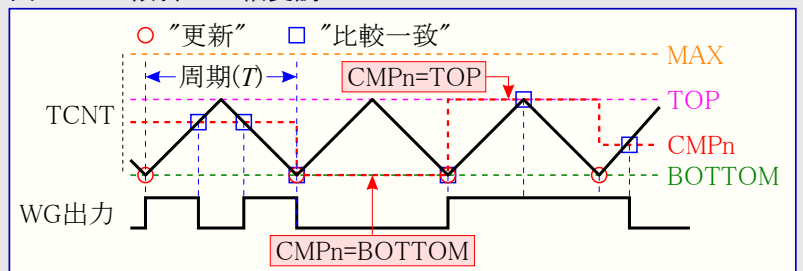 "更新"
"比較一致"
MAX
周期(T)
CMPn=TOP
TOP
TCNT
CMPn
BOTTOM
WG出力
CMPn=BOTTOM